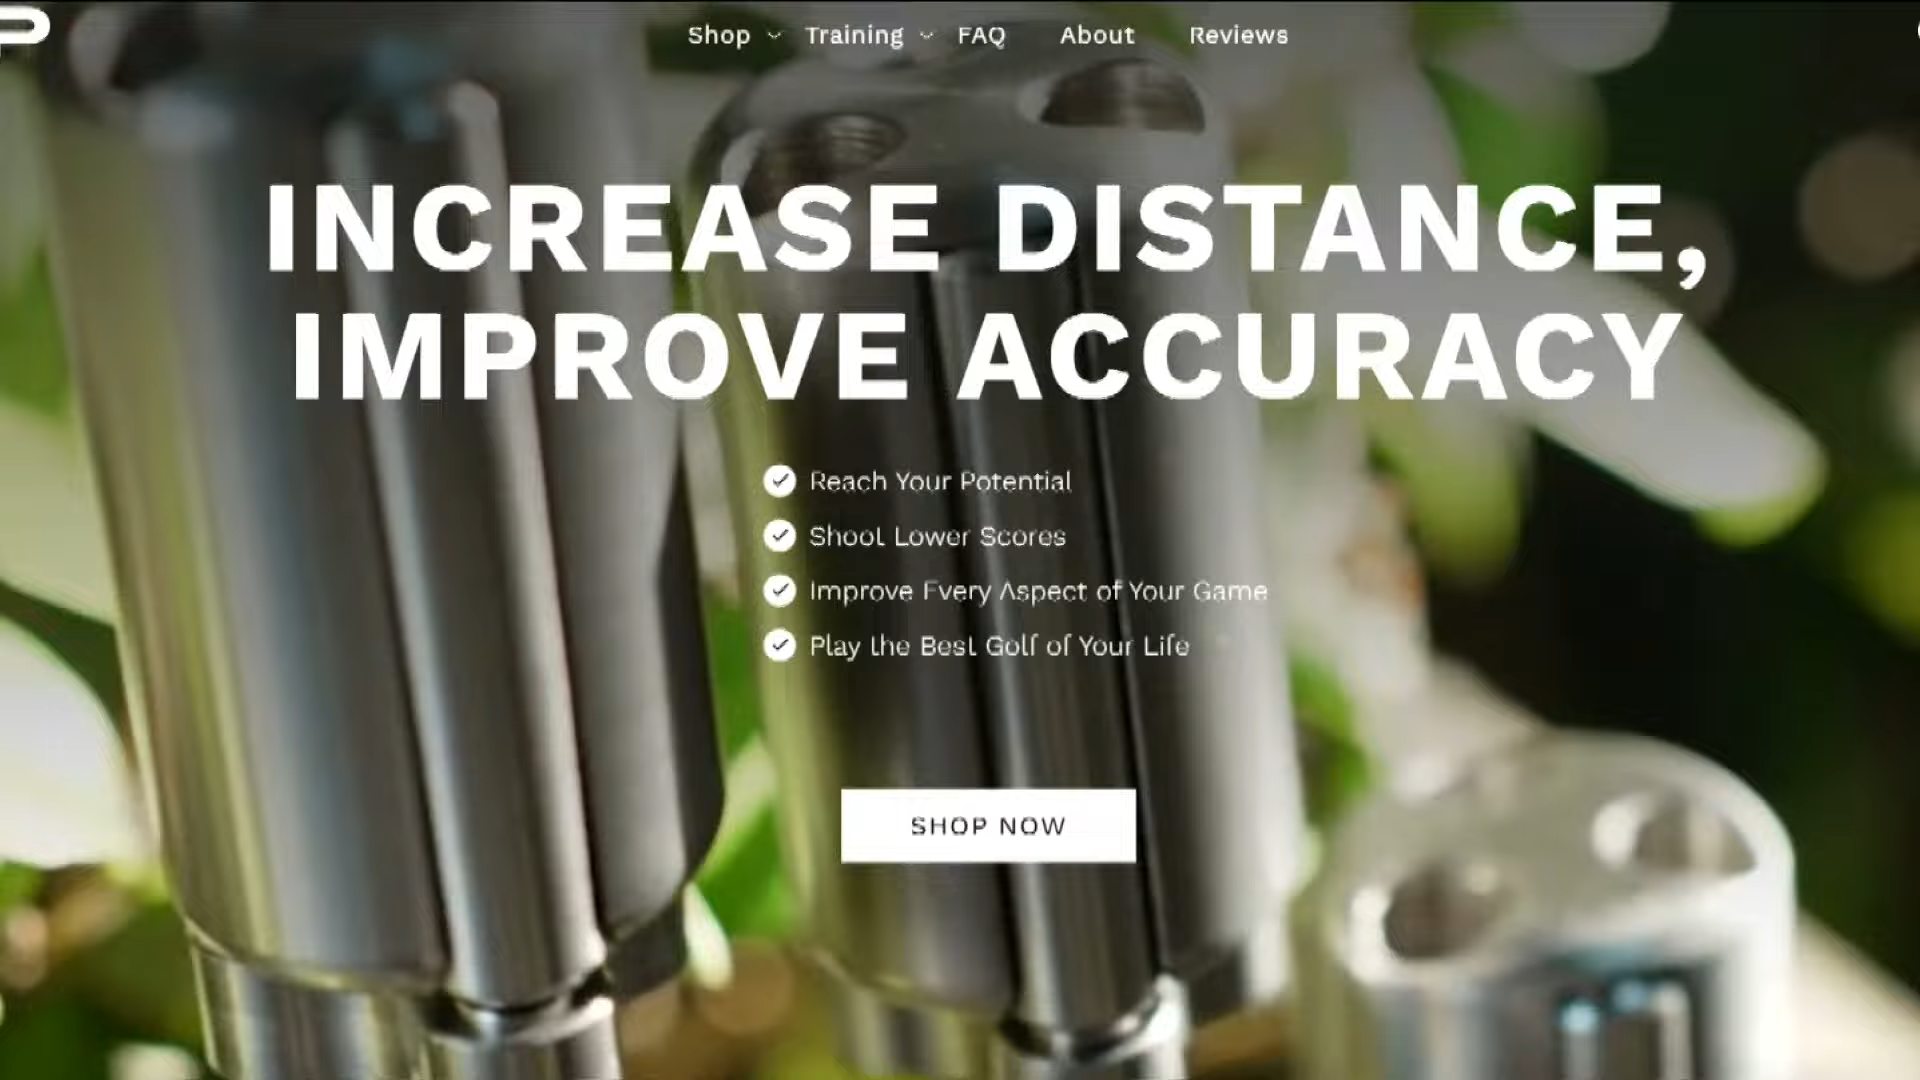 Shop Training FAQ About Reviews
INCREASE DISTANCE,
IMPROVE ACCURACY
Reach Your Potential
Shoot Lower Scores
Improve Every Aspect of Your Game
Play the Best Golf of Your Life
SHOP NOW